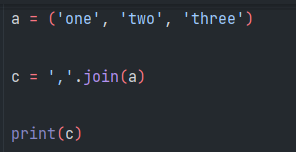 a = ('one', 'two', 'three')
c = ','.join(a)
print(c)